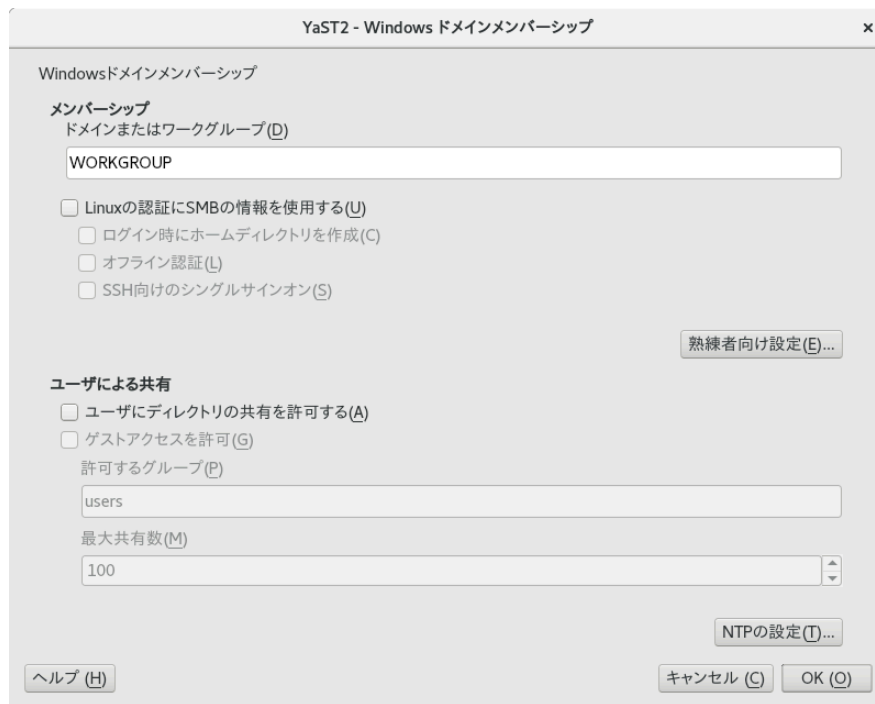 YaST2 - Windows ドメインメンバーシップ ×
Windowsドメインメンバーシップ
メンバーシップ
ドメインまたはワークグループ(D)
WORKGROUP
Linuxの認証にSMBの情報を使用する(U)
ログイン時にホームディレクトリを作成(C)
オフライン認証(L)
SSH向けのシングルサインオン(S)
熟練者向け設定(E)...
ユーザによる共有
ユーザにディレクトリの共有を許可する(A)
ゲストアクセスを許可(G)
許可するグループ(P)
users
最大共有数(M)
100
NTPの設定(T)...
ヘルプ (H) キャンセル (C) OK (O)